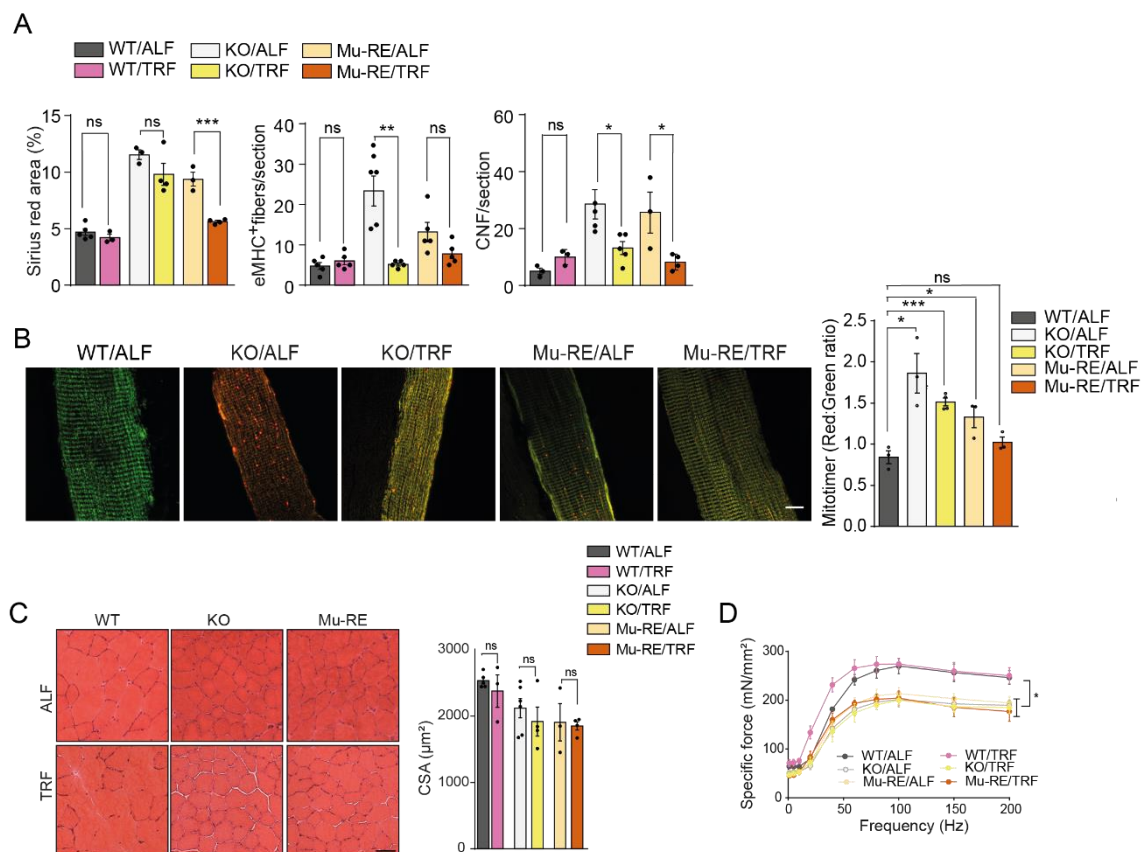 A
WT/ALF KO/ALF Mu-RE/ALF
WT/TRF KO/TRF Mu-RE/TRF
Sirius red area (%)
15
10
5
0
ns ns ***
eMHC+fibers/section
40
30
20
10
0
ns ** ns
CNF/section
60
40
20
0
ns * *
B
WT/ALF KO/ALF KO/TRF Mu-RE/ALF Mu-RE/TRF
Mitotimer (Red:Green ratio)
2.5
2.0
1.5
1.0
0.5
0.0
ns
*
***
*
WT/ALF
KO/ALF
KO/TRF
Mu-RE/ALF
Mu-RE/TRF
C
WT KO Mu-RE
ALF
TRF
WT/ALF
WT/TRF
KO/ALF
KO/TRF
Mu-RE/ALF
Mu-RE/TRF
CSA (µm²)
3000
2000
1000
0
ns ns ns
D
Specific force (mN/mm²)
300
200
100
0
*
WT/ALF WT/TRF
KO/ALF KO/TRF
Mu-RE/ALF Mu-RE/TRF
0 50 100 150 200
Frequency (Hz)